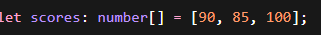 let scores: number[] = [90, 85, 100];